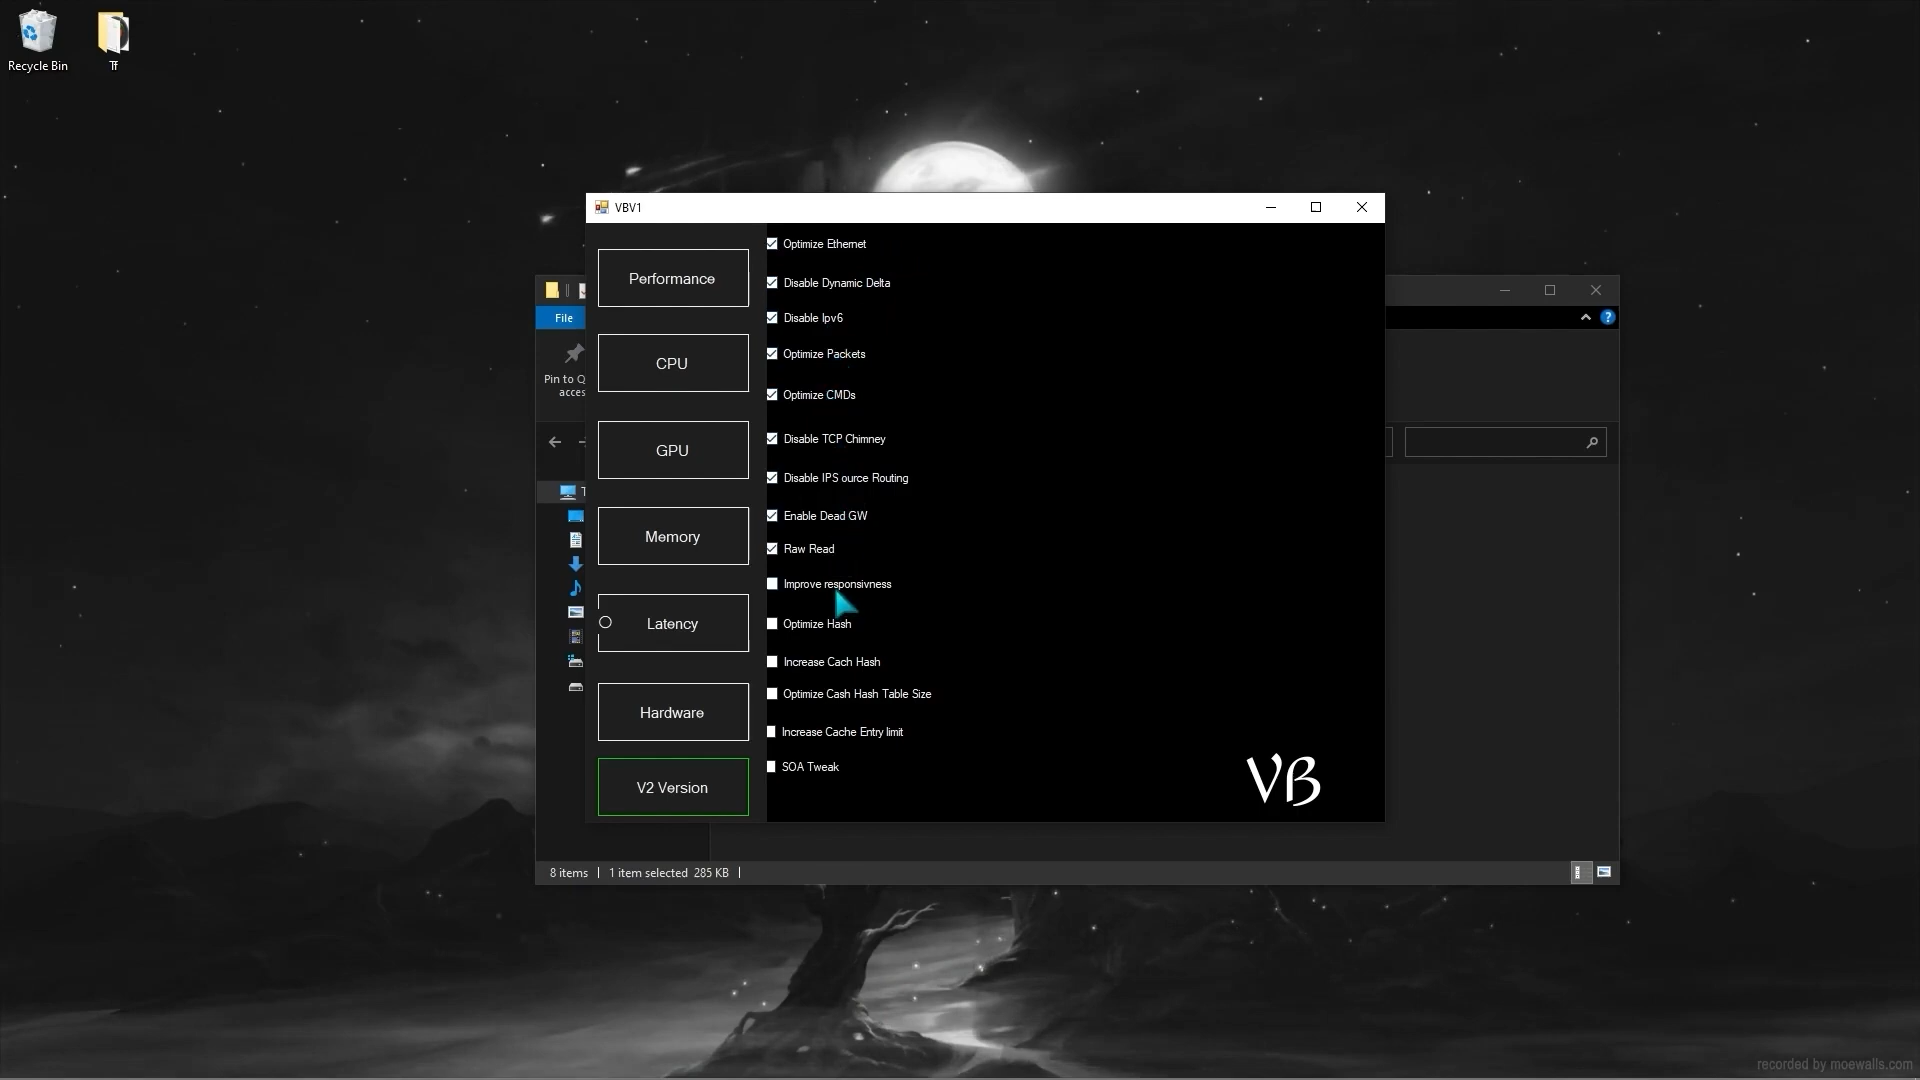 Recycle Bin
Tf
VBV1
Performance
CPU
GPU
Memory
Latency
Hardware
V2 Version
Optimize Ethernet
Disable Dynamic Delta
Disable Ipv6
Optimize Packets
Optimize CMDs
Disable TCP Chimney
Disable IPS ource Routing
Enable Dead GW
Raw Read
Improve responsivness
Optimize Hash
Increase Cach Hash
Optimize Cash Hash Table Size
Increase Cache Entry limit
SOA Tweak
VB
File
Pin to Q
acces
T
8 items
1 item selected 285 KB
recorded by moewalls.com